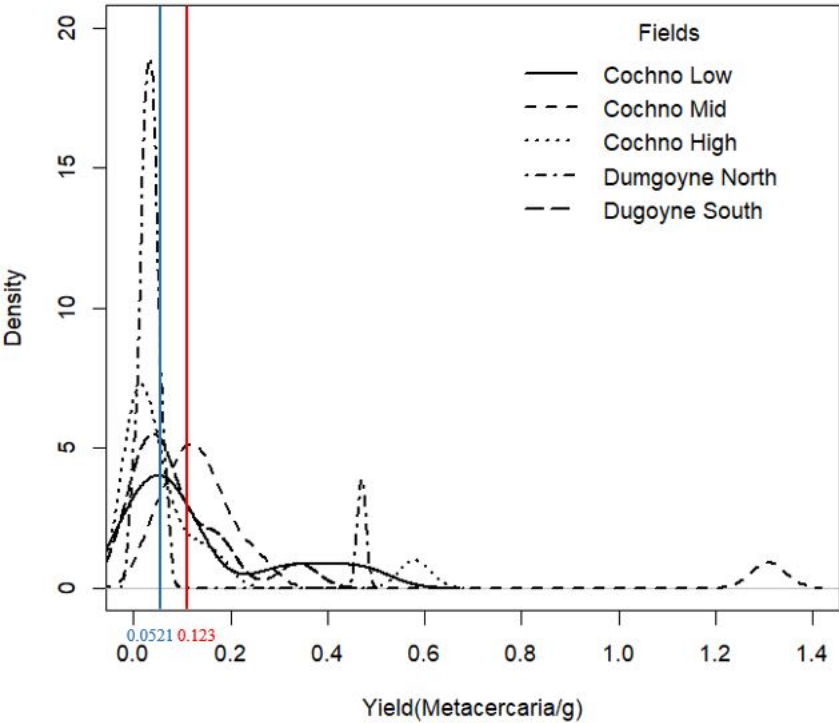 Fields
Cochno Low
Cochno Mid
Cochno High
Dumgoyne North
Dugoyne South
20
15
10
5
0
Density
0.0521 0.123
0.0 0.2 0.4 0.6 0.8 1.0 1.2 1.4
Yield(Metacercaria/g)